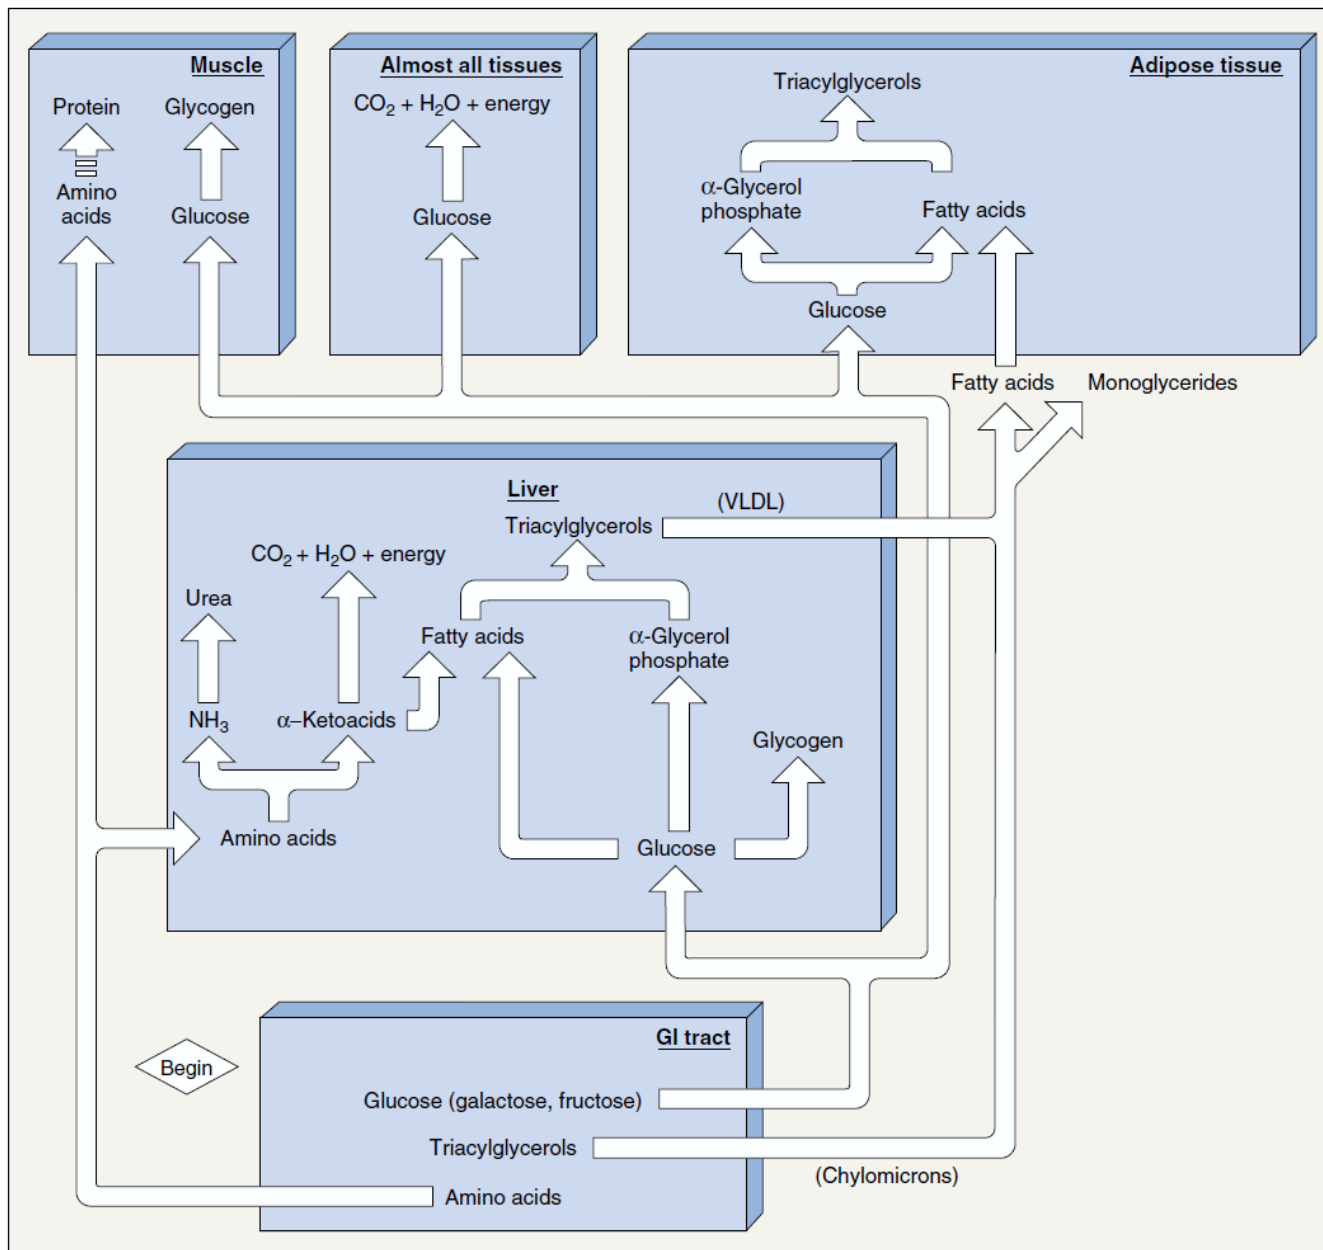 Muscle
Protein
Glycogen
Amino
acids
Glucose
Almost all tissues
CO₂ + H₂O + energy
Glucose
Adipose tissue
Triacylglycerols
α-Glycerol
phosphate
Fatty acids
Glucose
Fatty acids
Monoglycerides
Liver
(VLDL)
Triacylglycerols
CO₂ + H₂O + energy
Urea
Fatty acids
α-Glycerol
phosphate
NH₃
α–Ketoacids
Glycogen
Amino acids
Glucose
GI tract
Begin
Glucose (galactose, fructose)
Triacylglycerols
(Chylomicrons)
Amino acids